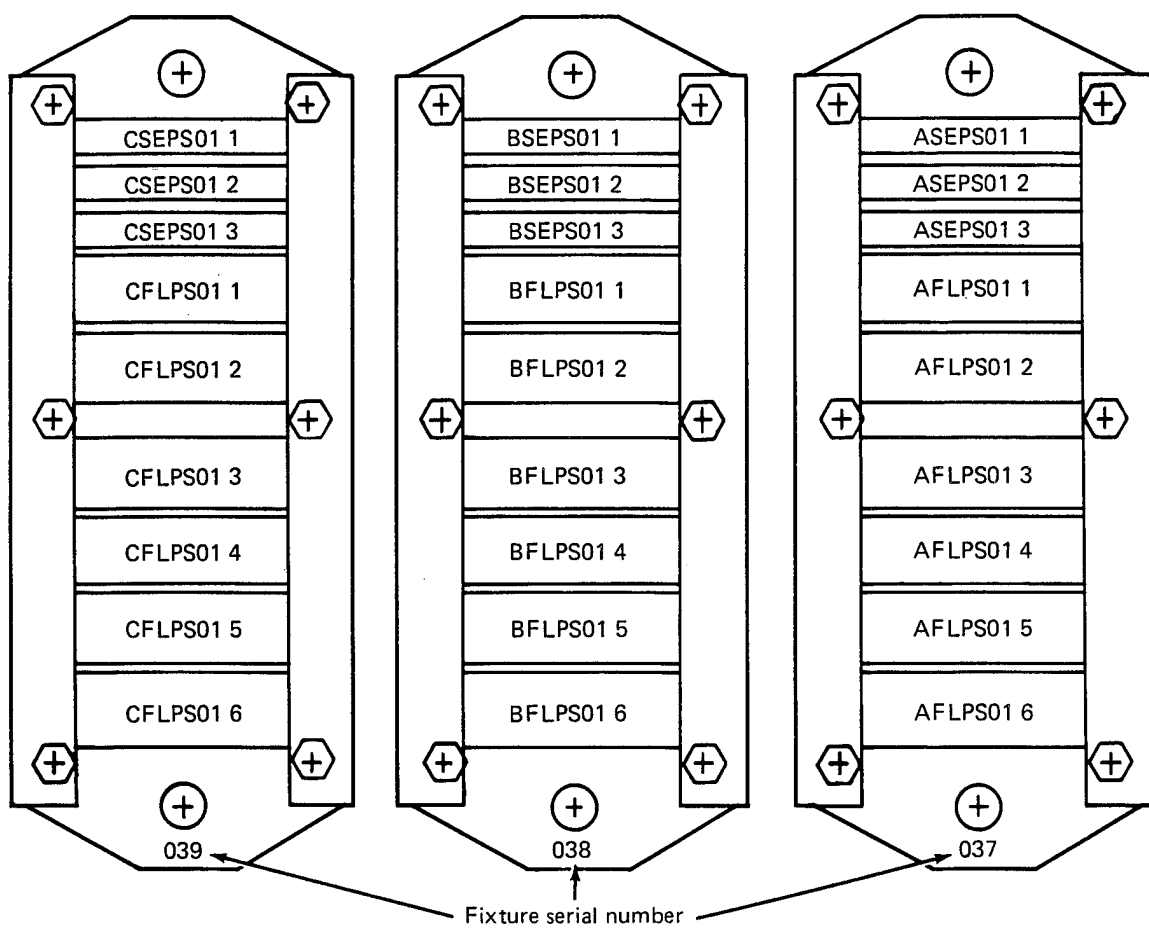 CSEPS01 1
CSEPS01 2
CSEPS01 3
CFLPS01 1
CFLPS01 2
CFLPS01 3
CFLPS01 4
CFLPS01 5
CFLPS01 6
039
BSEPS01 1
BSEPS01 2
BSEPS01 3
BFLPS01 1
BFLPS01 2
BFLPS01 3
BFLPS01 4
BFLPS01 5
BFLPS01 6
038
ASEPS01 1
ASEPS01 2
ASEPS01 3
AFLPS01 1
AFLPS01 2
AFLPS01 3
AFLPS01 4
AFLPS01 5
AFLPS01 6
037
Fixture serial number